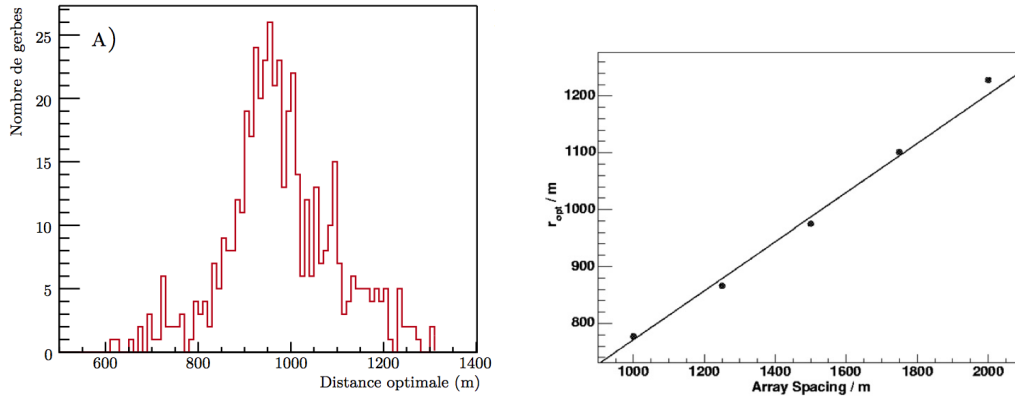 Nombre de gerbes
A)
25
20
15
10
5
0
600 800 1000 1200 1400
Distance optimale (m)
r_opt / m
1200
1100
1000
900
800
1000 1200 1400 1600 1800 2000
Array Spacing / m